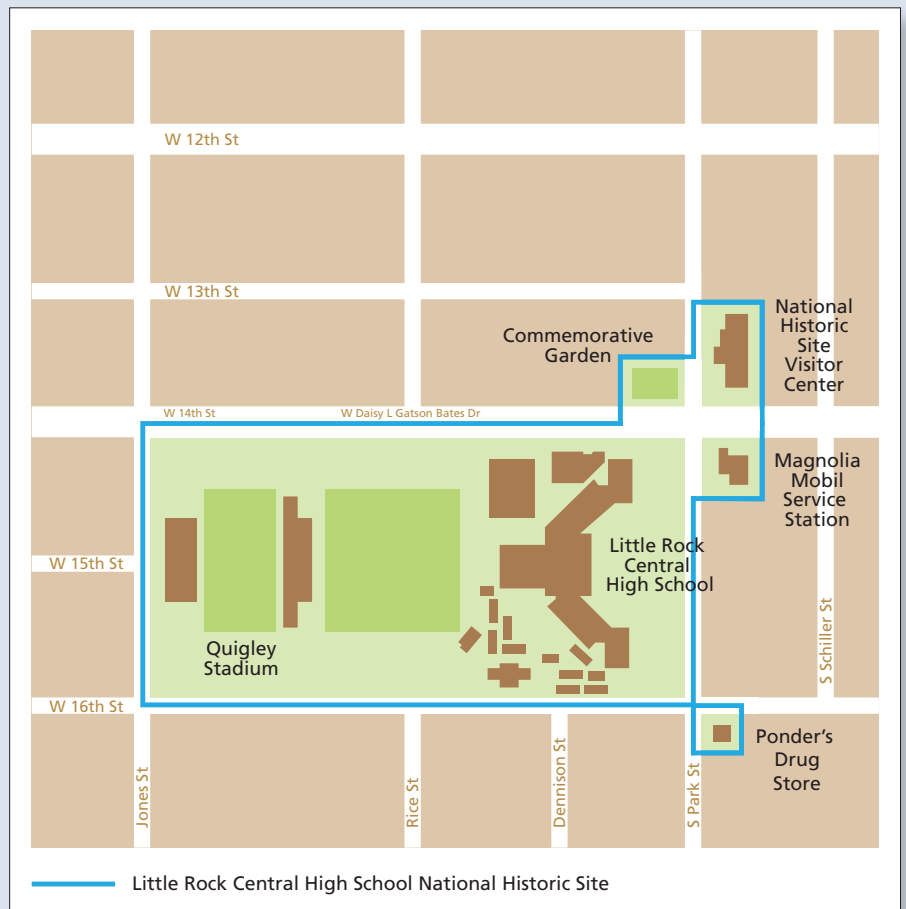 W 12th St
W 13th St
National
Historic
Site
Visitor
Center
Commemorative
Garden
W 14th St
W Daisy L Gatson Bates Dr
Magnolia
Mobil
Service
Station
Little Rock
Central
High School
W 15th St
S Schiller St
Quigley
Stadium
W 16th St
Ponder's
Drug
Store
Jones St
Rice St
Dennison St
S Park St
Little Rock Central High School National Historic Site